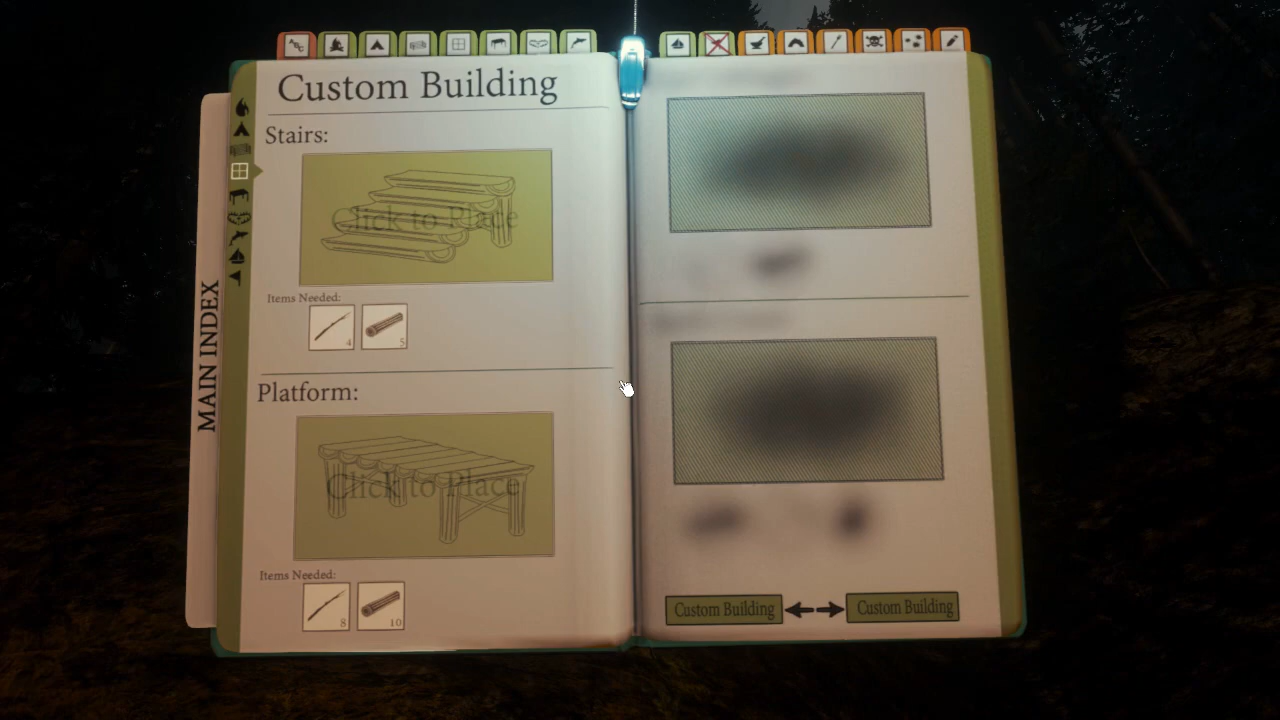 Custom Building
Stairs:
Click to Place
Items Needed:
4
5
MAIN INDEX
Platform:
Click to Place
Items Needed:
8
10
Custom Building
Custom Building